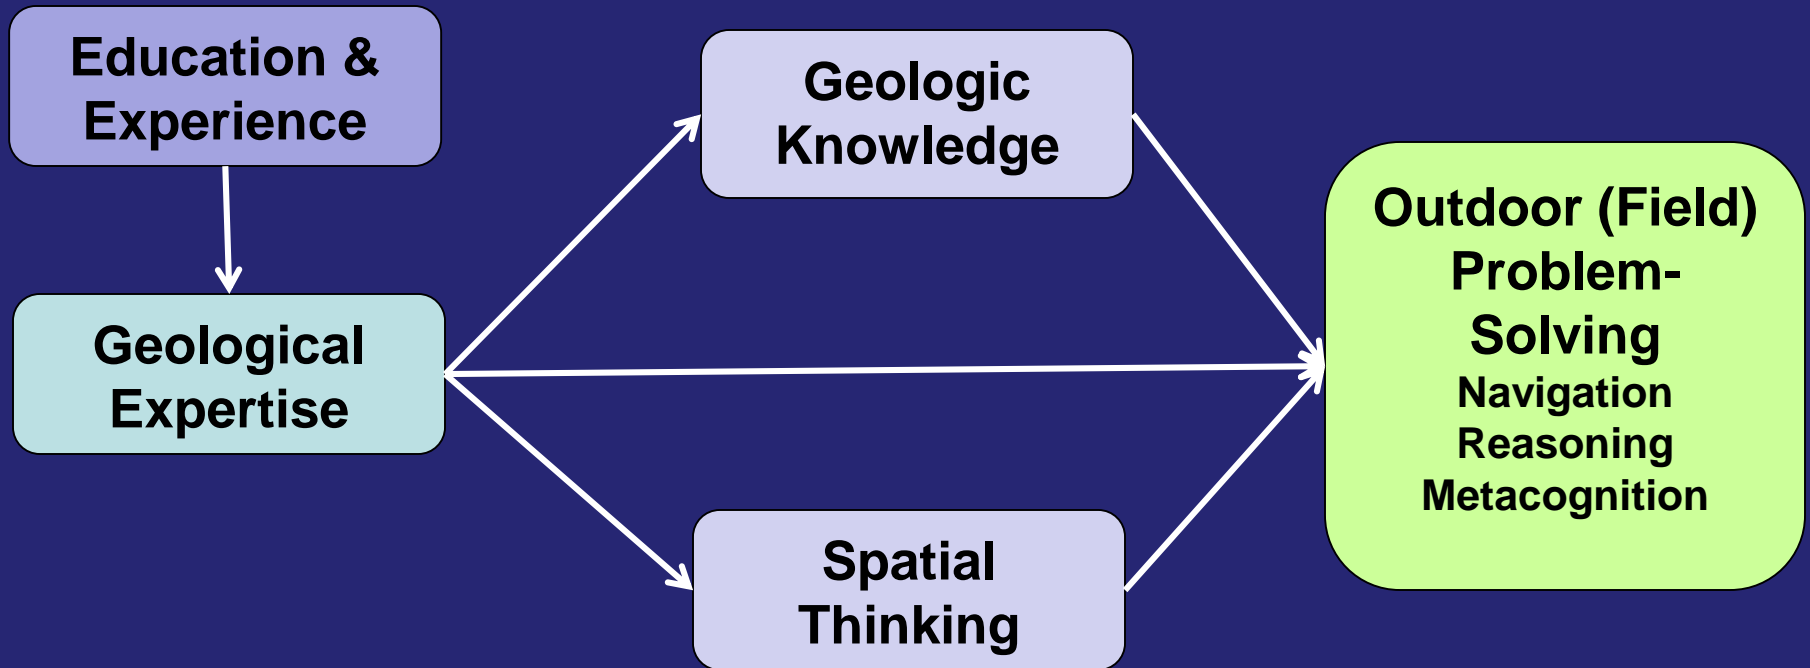 Education &
Experience
Geologic
Knowledge
Outdoor (Field)
Problem-
Solving
Navigation
Reasoning
Metacognition
Geological
Expertise
Spatial
Thinking